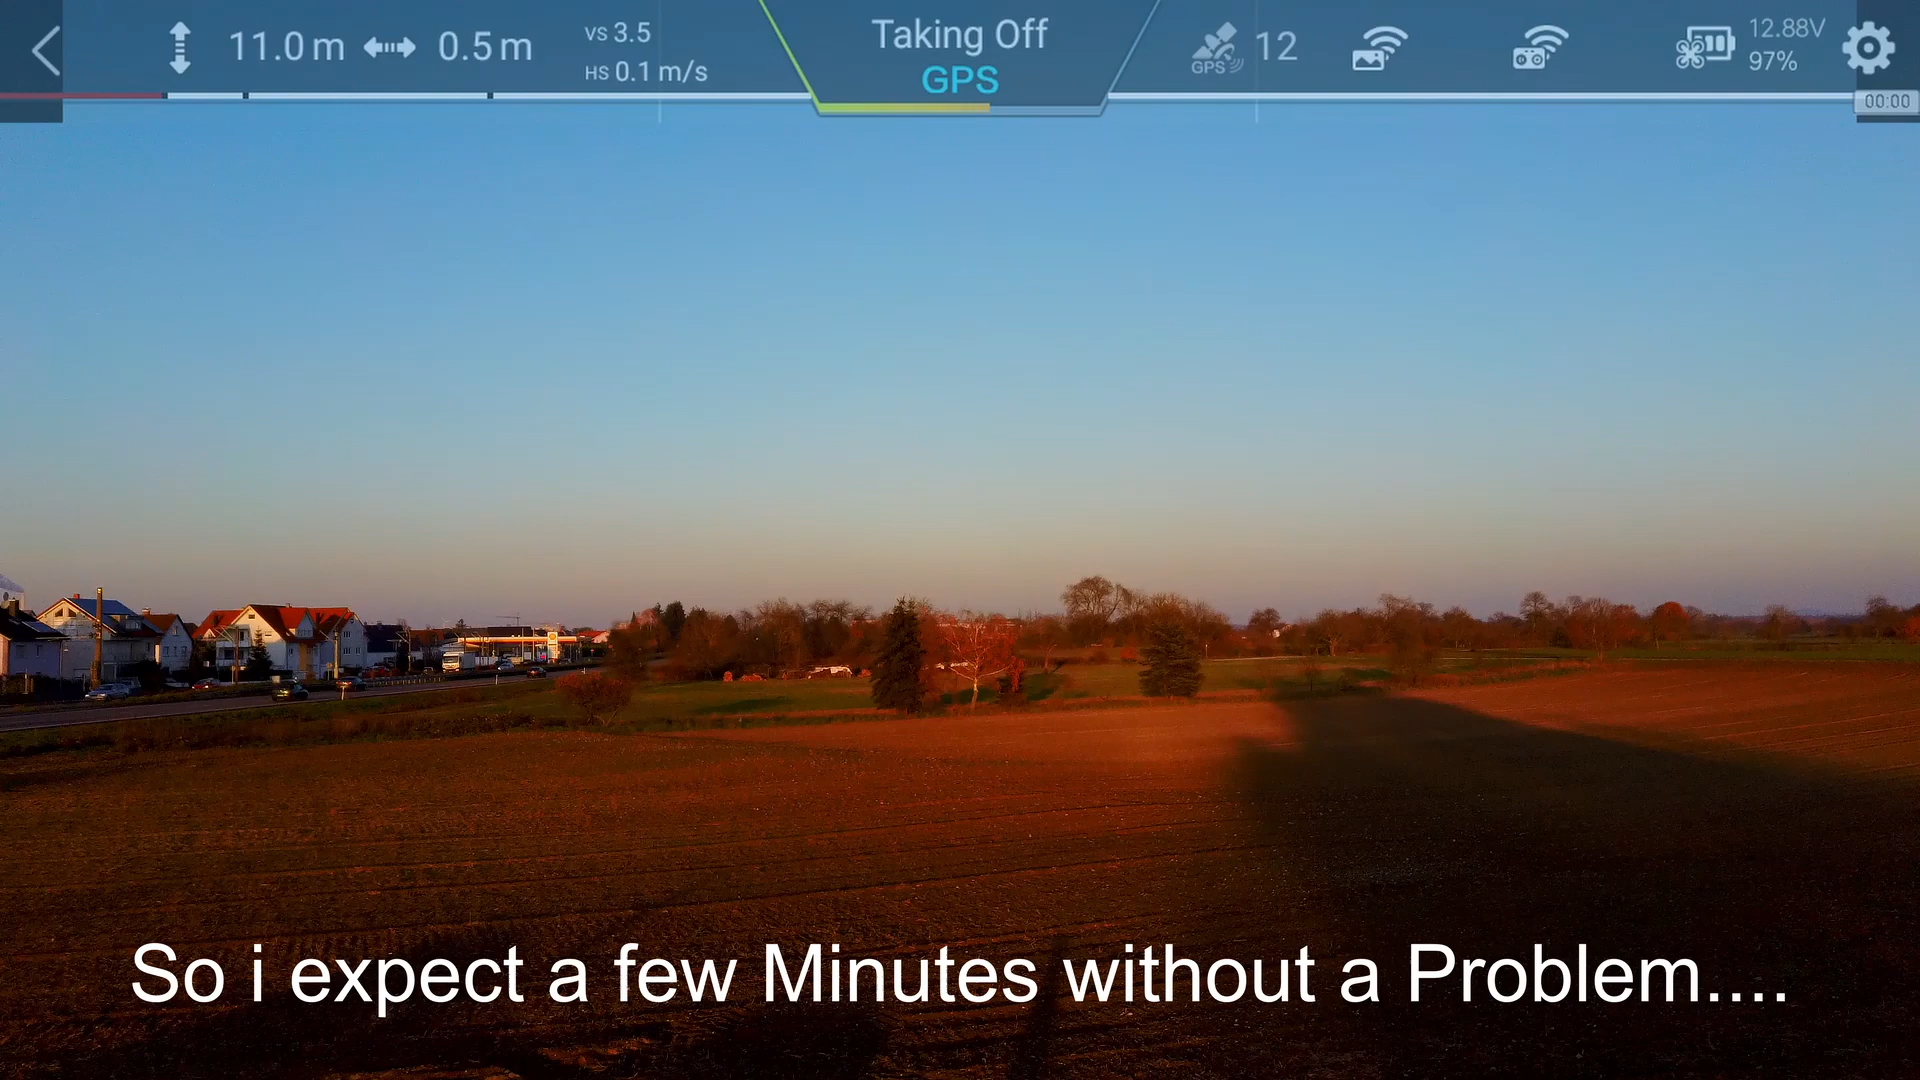 11.0 m 0.5 m
VS 3.5
HS 0.1 m/s
Taking Off
GPS
GPS 12
12.88V
97%
00:00
So i expect a few Minutes without a Problem....